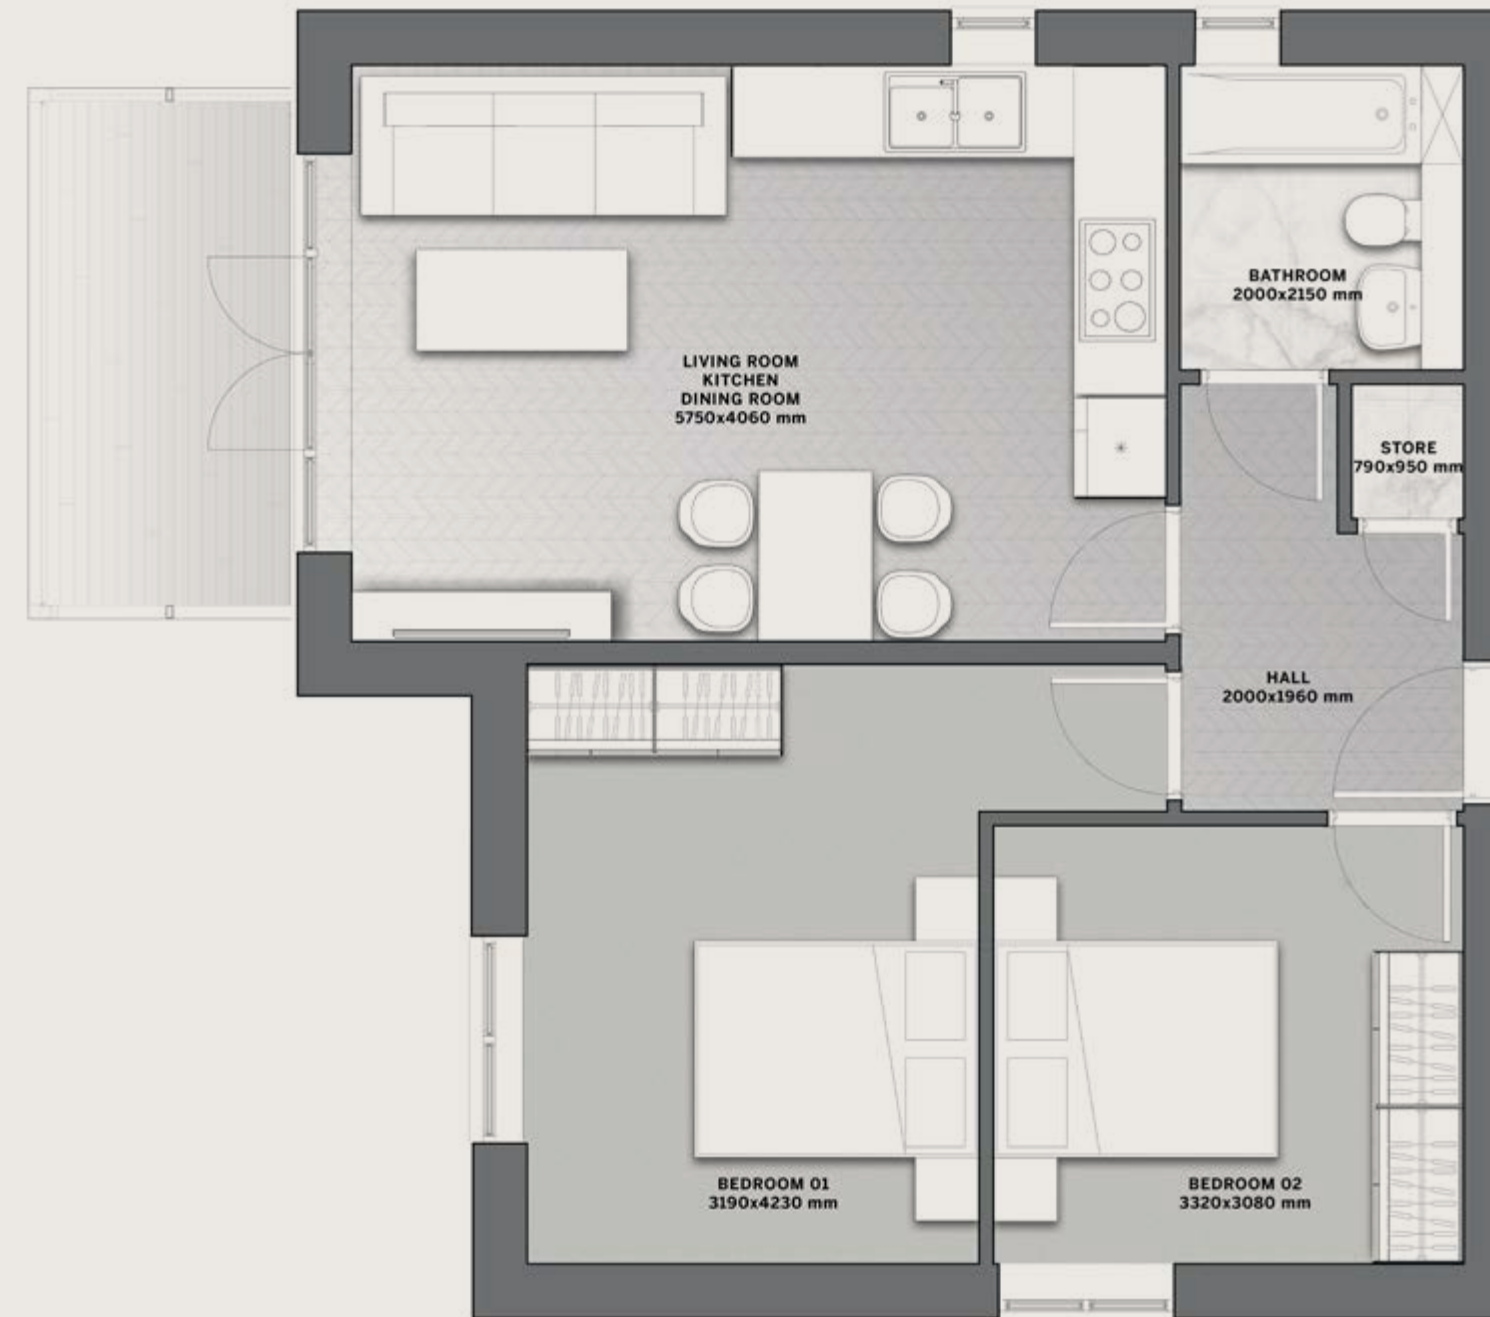 LIVING ROOM
KITCHEN
DINING ROOM
5750x4060 mm
BATHROOM
2000x2150 mm
STORE
790x950 mm
HALL
2000x1960 mm
BEDROOM 01
3190x4230 mm
BEDROOM 02
3320x3080 mm